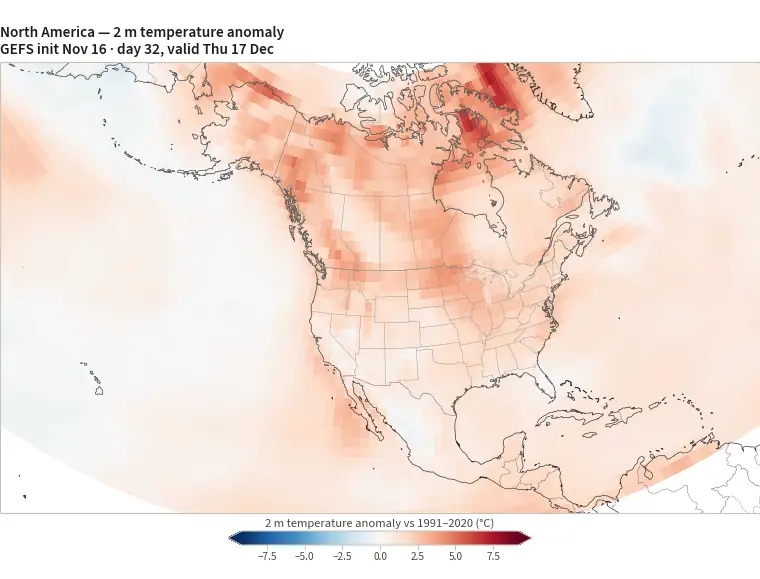 North America — 2 m temperature anomaly
GEFS init Nov 16 · day 32, valid Thu 17 Dec
2 m temperature anomaly vs 1991–2020 (°C)
−7.5 −5.0 −2.5 0.0 2.5 5.0 7.5